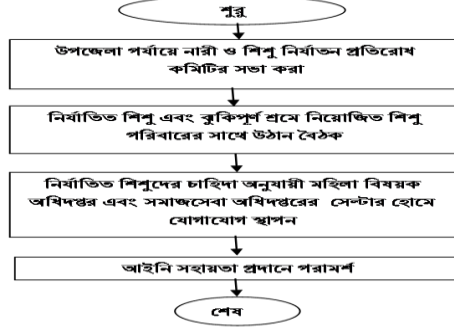 শুরু
উপজেলা পর্যায়ে নারী ও শিশু নির্যাতন প্রতিরোধ
কমিটির সভা করা
নির্যাতিত শিশু এবং ঝুকিপূর্ণ শ্রমে নিয়োজিত শিশু
পরিবারের সাথে উঠান বৈঠক
নির্যাতিত শিশুদের চাহিদা অনুযায়ী মহিলা বিষয়ক
অধিদপ্তর এবং সমাজসেবা অধিদপ্তরের সেল্টার হোমে
যোগাযোগ স্থাপন
আইনি সহায়তা প্রদানে পরামর্শ
শেষ